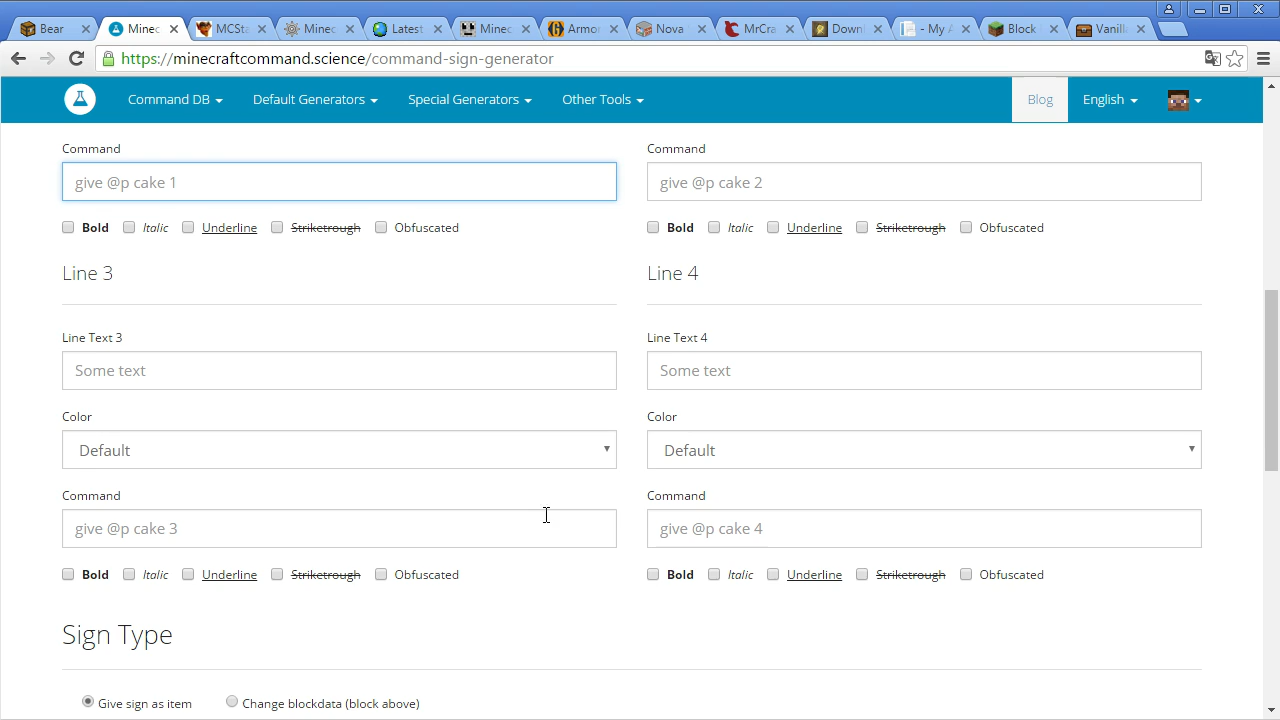 Bear
Minec
MCSta
Minec
Latest
Minec
Armor
Nova
MrCra
Downl
- My A
Block
Vanill
https://minecraftcommand.science/command-sign-generator
Command DB
Default Generators
Special Generators
Other Tools
Blog
English
Command
Command
give @p cake 1
give @p cake 2
Bold Italic Underline Striketrough Obfuscated
Bold Italic Underline Striketrough Obfuscated
Line 3
Line 4
Line Text 3
Line Text 4
Some text
Some text
Color
Color
Default
Default
Command
Command
give @p cake 3
give @p cake 4
Bold Italic Underline Striketrough Obfuscated
Bold Italic Underline Striketrough Obfuscated
Sign Type
Give sign as item
Change blockdata (block above)